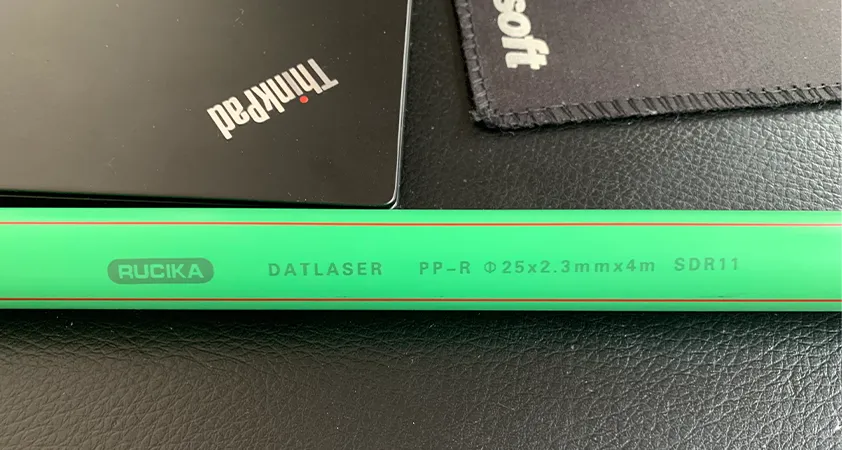 ThinkPad
soft
RUCIKA DATLASER PP-R Φ25x2.3mmx4m SDR11